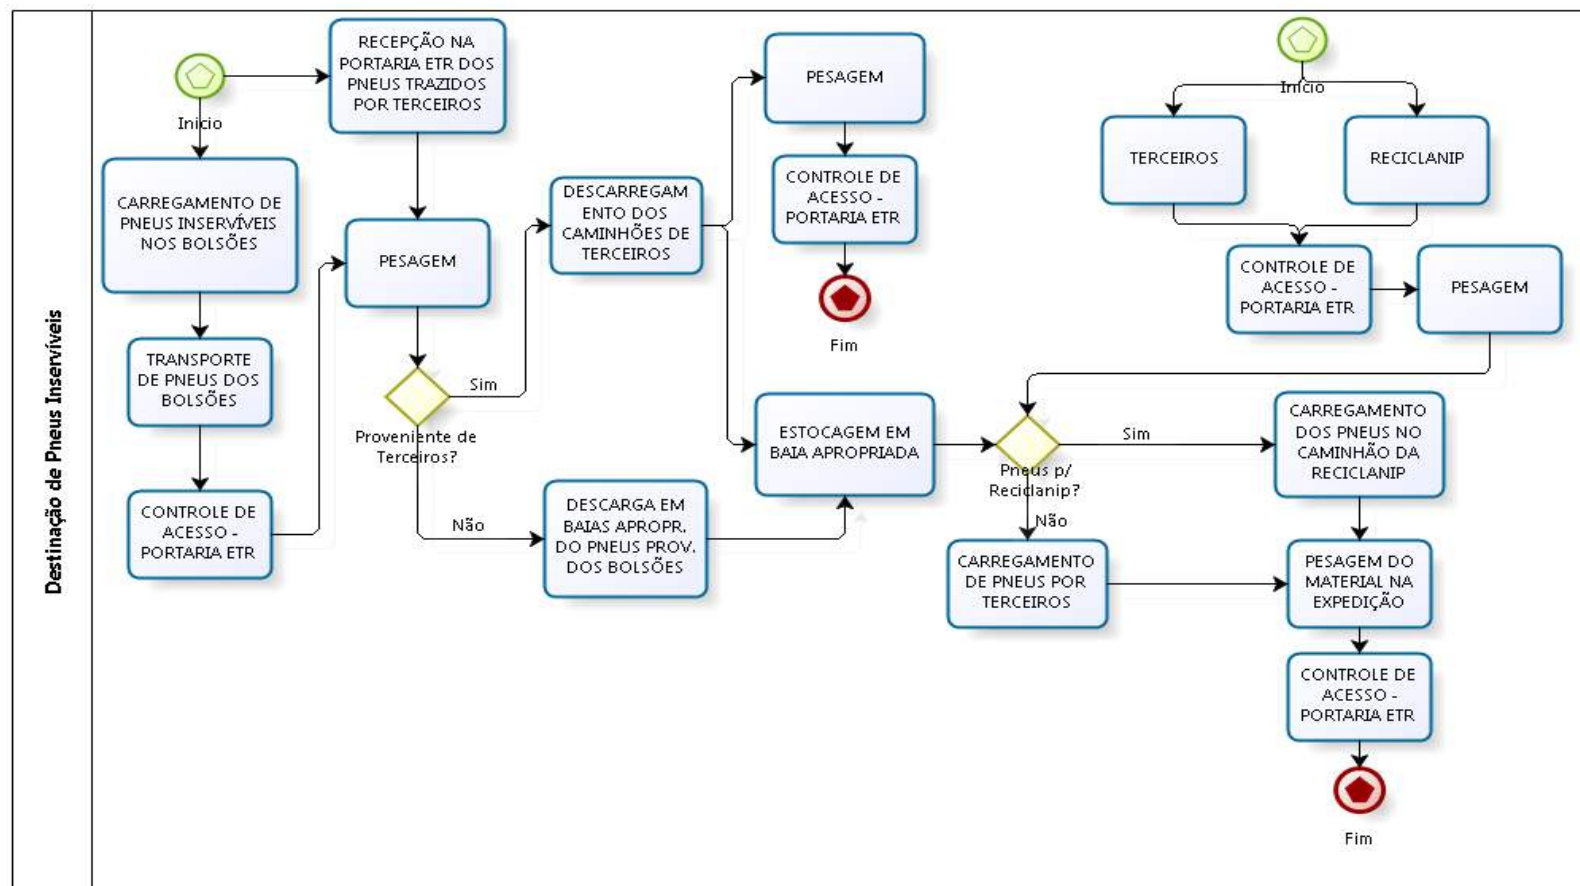 Destinação de Pneus Inservíveis
Início
RECEPÇÃO NA
PORTARIA ETR DOS
PNEUS TRAZIDOS
POR TERCEIROS
CARREGAMENTO DE
PNEUS INSERVÍVEIS
NOS BOLSÕES
TRANSPORTE
DE PNEUS DOS
BOLSÕES
CONTROLE DE
ACESSO -
PORTARIA ETR
PESAGEM
Proveniente de
Terceiros?
Sim
Não
DESCARREGAM
ENTO DOS
CAMINHÕES DE
TERCEIROS
DESCARGA EM
BAIAS APROPR.
DO PNEUS PROV.
DOS BOLSÕES
PESAGEM
CONTROLE DE
ACESSO -
PORTARIA ETR
Fim
ESTOCAGEM EM
BAIA APROPRIADA
Início
TERCEIROS
RECICLANIP
CONTROLE DE
ACESSO -
PORTARIA ETR
PESAGEM
Pneus p/
Reciclanip?
Sim
Não
CARREGAMENTO
DOS PNEUS NO
CAMINHÃO DA
RECICLANIP
CARREGAMENTO
DE PNEUS POR
TERCEIROS
PESAGEM DO
MATERIAL NA
EXPEDIÇÃO
CONTROLE DE
ACESSO -
PORTARIA ETR
Fim